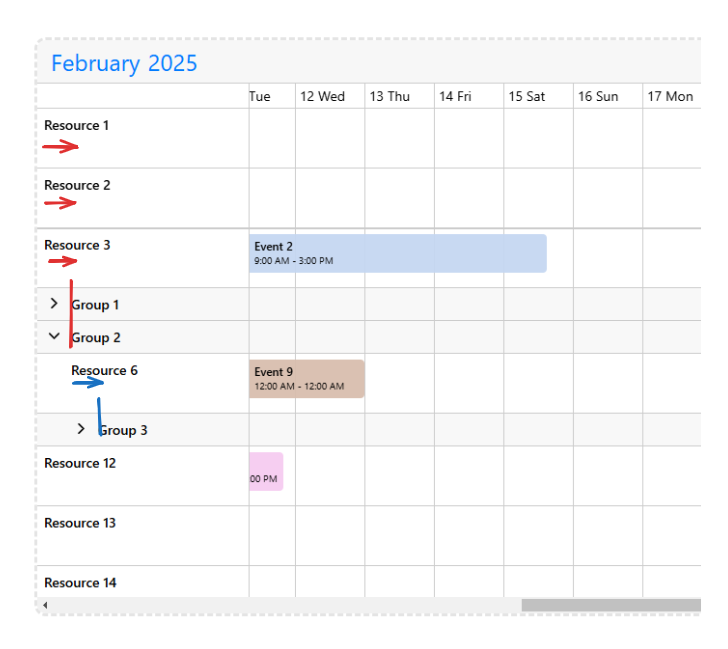 February 2025
Tue 12 Wed 13 Thu 14 Fri 15 Sat 16 Sun 17 Mon
Resource 1
Resource 2
Resource 3
Event 2
9:00 AM - 3:00 PM
Group 1
Group 2
Resource 6
Event 9
12:00 AM - 12:00 AM
Group 3
Resource 12
00 PM
Resource 13
Resource 14